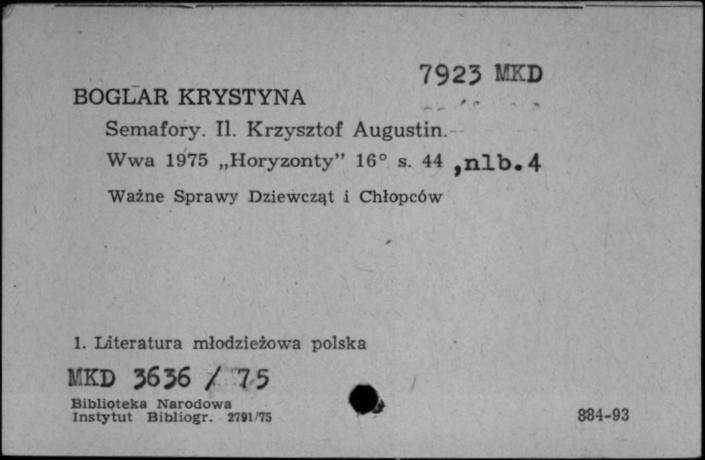 7923 MKD
BOGLAR KRYSTYNA
Semafory. Il. Krzysztof Augustin.
Wwa 1975 „Horyzonty” 16° s. 44 ,nlb.4
Ważne Sprawy Dziewcząt i Chłopców
1. Literatura młodzieżowa polska
MKD 3636 / 75
Biblioteka Narodowa
Instytut Bibliogr. 2791/75
884-93